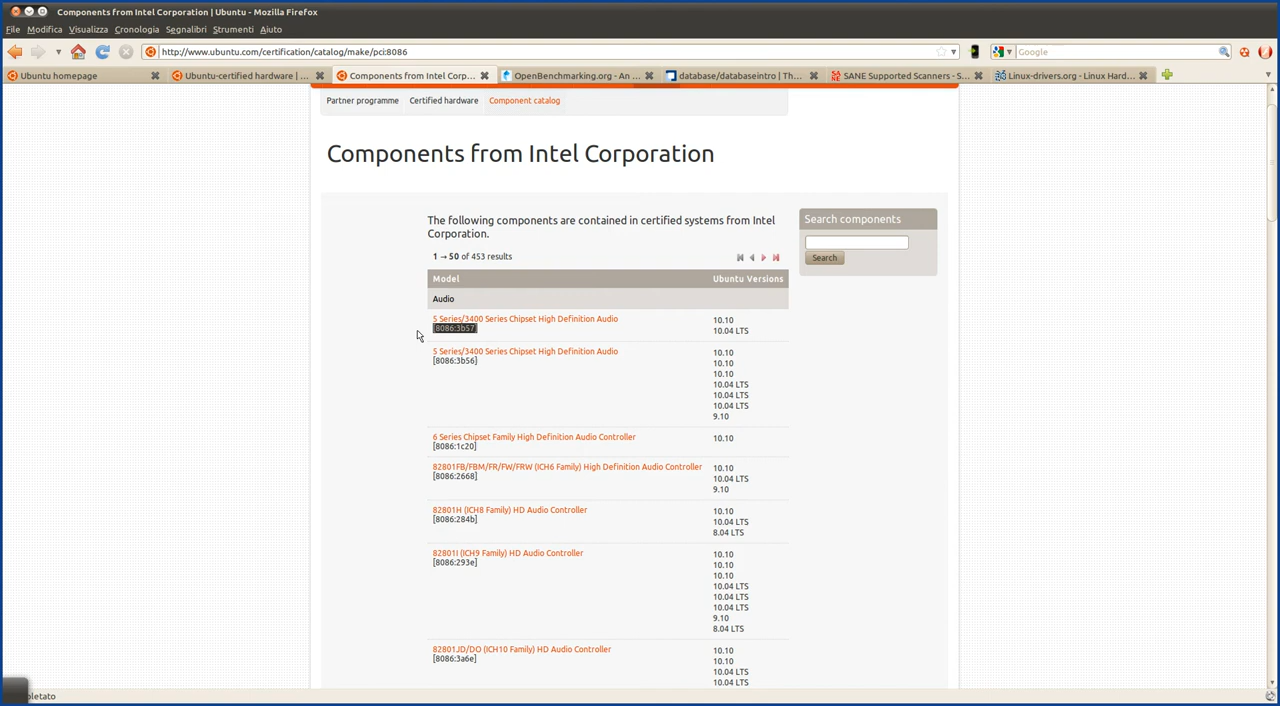 Components from Intel Corporation | Ubuntu - Mozilla Firefox
File Modifica Visualizza Cronologia Segnalibri Strumenti Aiuto
http://www.ubuntu.com/certification/catalog/make/pci:8086
Google
Ubuntu homepage
Ubuntu-certified hardware | ...
Components from Intel Corp...
OpenBenchmarking.org - An ...
database/databaseintro | Th...
SANE Supported Scanners - S...
Linux-drivers.org - Linux Hard...
Partner programme Certified hardware Component catalog
Components from Intel Corporation
The following components are contained in certified systems from Intel
Corporation.
1 → 50 of 453 results
Search components
Search
Model Ubuntu Versions
Audio
5 Series/3400 Series Chipset High Definition Audio
[8086:3b57]
10.10
10.04 LTS
5 Series/3400 Series Chipset High Definition Audio
[8086:3b56]
10.10
10.10
10.10
10.04 LTS
10.04 LTS
10.04 LTS
9.10
6 Series Chipset Family High Definition Audio Controller
[8086:1c20]
10.10
82801FB/FBM/FR/FW/FRW (ICH6 Family) High Definition Audio Controller
[8086:2668]
10.10
10.04 LTS
9.10
82801H (ICH8 Family) HD Audio Controller
[8086:284b]
10.10
10.04 LTS
8.04 LTS
82801I (ICH9 Family) HD Audio Controller
[8086:293e]
10.10
10.10
10.10
10.04 LTS
10.04 LTS
10.04 LTS
9.10
8.04 LTS
82801JD/DO (ICH10 Family) HD Audio Controller
[8086:3a6e]
10.10
10.10
10.04 LTS
10.04 LTS
pletato